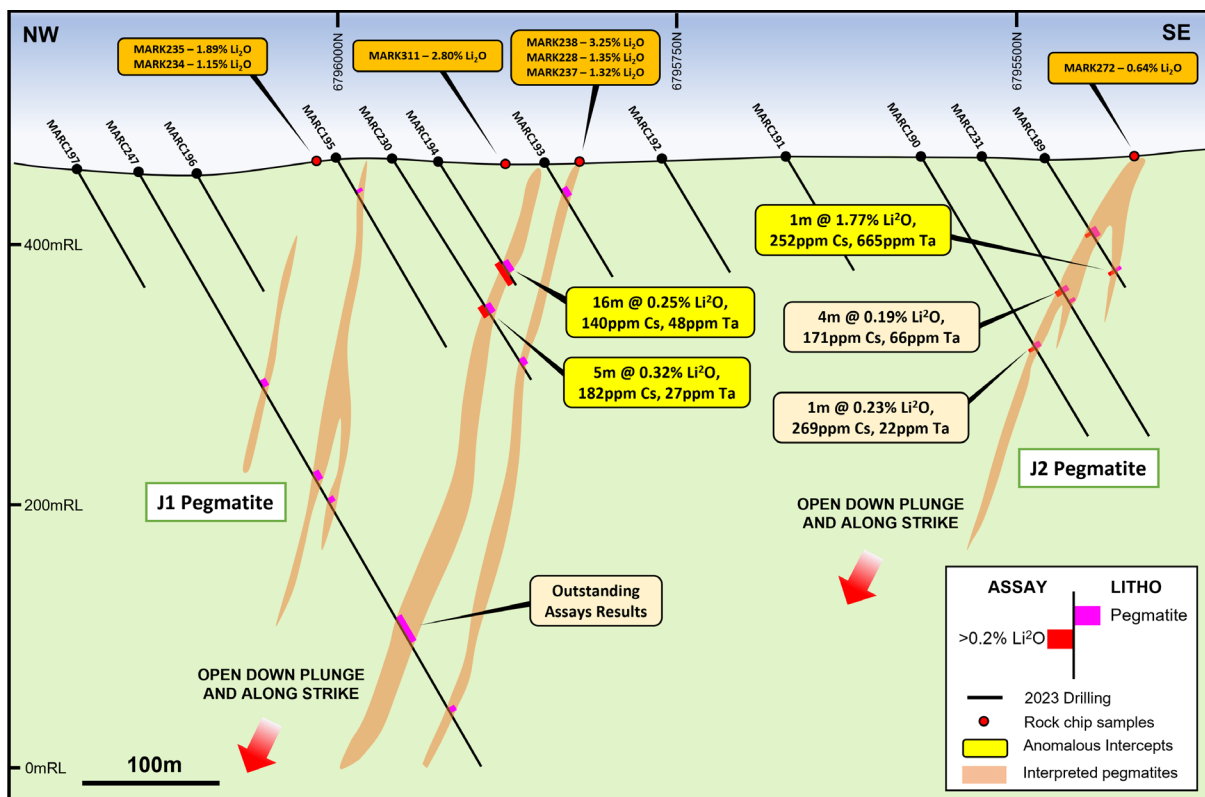 NW
SE
6796000N
6795750N
6795500N
MARK235 – 1.89% Li₂O
MARK234 – 1.15% Li₂O
MARK311 – 2.80% Li₂O
MARK238 – 3.25% Li₂O
MARK228 – 1.35% Li₂O
MARK237 – 1.32% Li₂O
MARK272 – 0.64% Li₂O
MARC197
MARC247
MARC196
MARC195
MARC230
MARC194
MARC193
MARC192
MARC191
MARC190
MARC231
MARC189
400mRL
1m @ 1.77% Li²O,
252ppm Cs, 665ppm Ta
16m @ 0.25% Li²O,
140ppm Cs, 48ppm Ta
4m @ 0.19% Li²O,
171ppm Cs, 66ppm Ta
5m @ 0.32% Li²O,
182ppm Cs, 27ppm Ta
1m @ 0.23% Li²O,
269ppm Cs, 22ppm Ta
J1 Pegmatite
J2 Pegmatite
200mRL
OPEN DOWN PLUNGE
AND ALONG STRIKE
Outstanding
Assays Results
OPEN DOWN PLUNGE
AND ALONG STRIKE
0mRL
100m
ASSAY
LITHO
Pegmatite
>0.2% Li²O
2023 Drilling
Rock chip samples
Anomalous Intercepts
Interpreted pegmatites